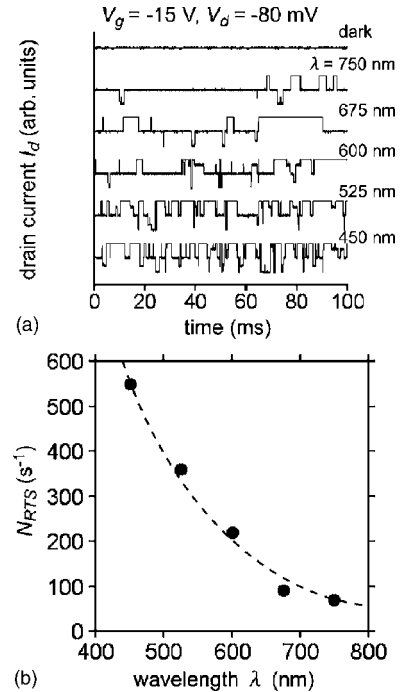 V_g = -15 V, V_d = -80 mV
(a)
drain current I_d (arb. units)
dark
λ = 750 nm
675 nm
600 nm
525 nm
450 nm
0 20 40 60 80 100
time (ms)
(b)
N_RTS (s⁻¹)
600
500
400
300
200
100
0
400 500 600 700 800
wavelength λ (nm)